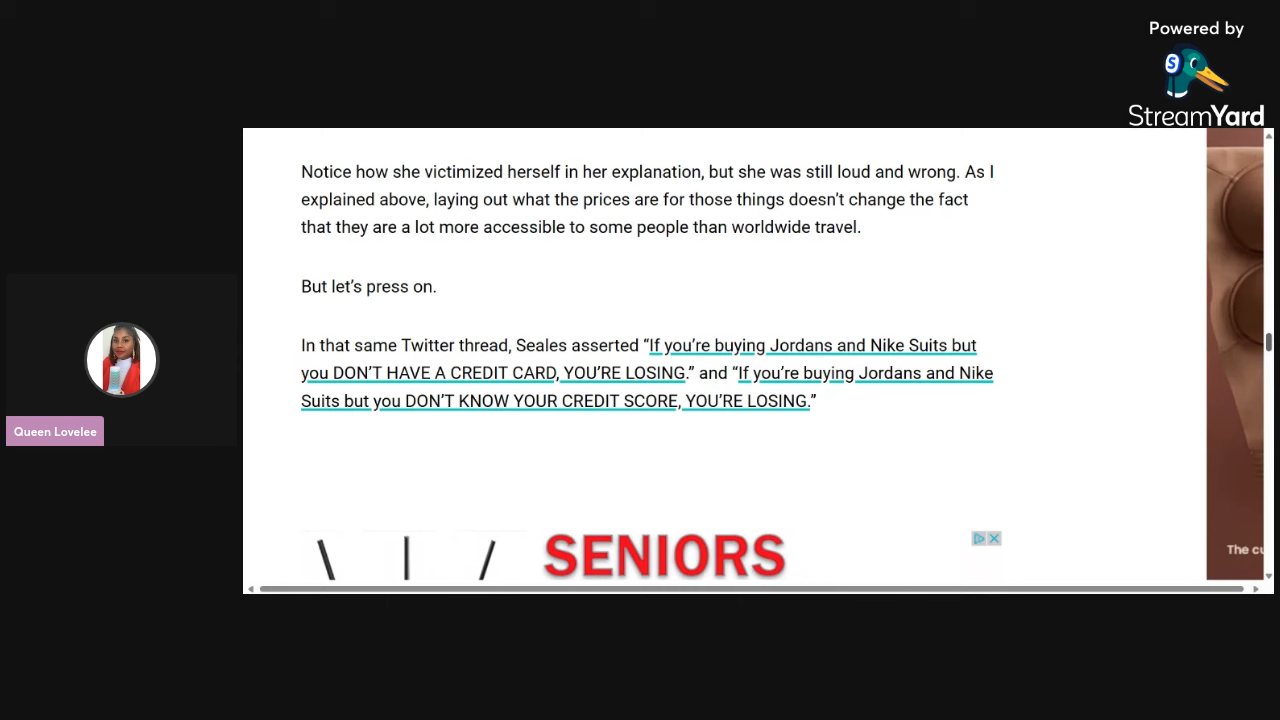 Powered by
StreamYard
Notice how she victimized herself in her explanation, but she was still loud and wrong. As I
explained above, laying out what the prices are for those things doesn’t change the fact
that they are a lot more accessible to some people than worldwide travel.
But let’s press on.
In that same Twitter thread, Seales asserted “If you’re buying Jordans and Nike Suits but
you DON’T HAVE A CREDIT CARD, YOU’RE LOSING.” and “If you’re buying Jordans and Nike
Suits but you DON’T KNOW YOUR CREDIT SCORE, YOU’RE LOSING.”
Queen Lovelee
SENIORS
The